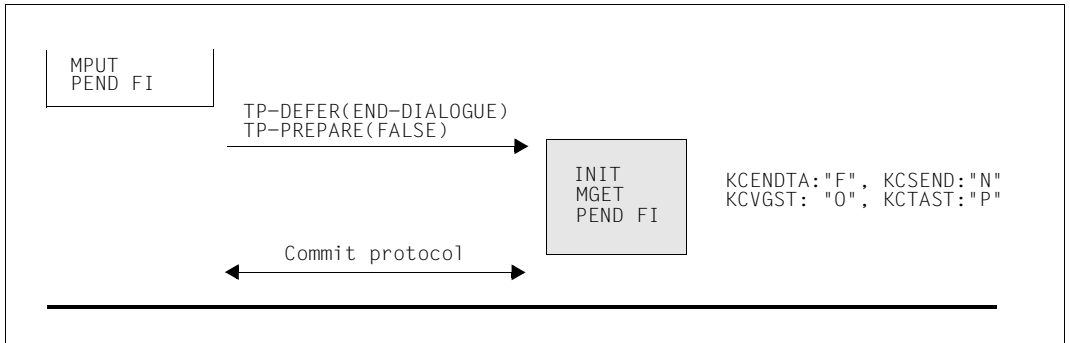 MPUT
PEND FI
TP-DEFER(END-DIALOGUE)
TP-PREPARE(FALSE)
INIT
MGET
PEND FI
KCENDTA:"F", KCSEND:"N"
KCVGST: "O", KCTAST:"P"
Commit protocol